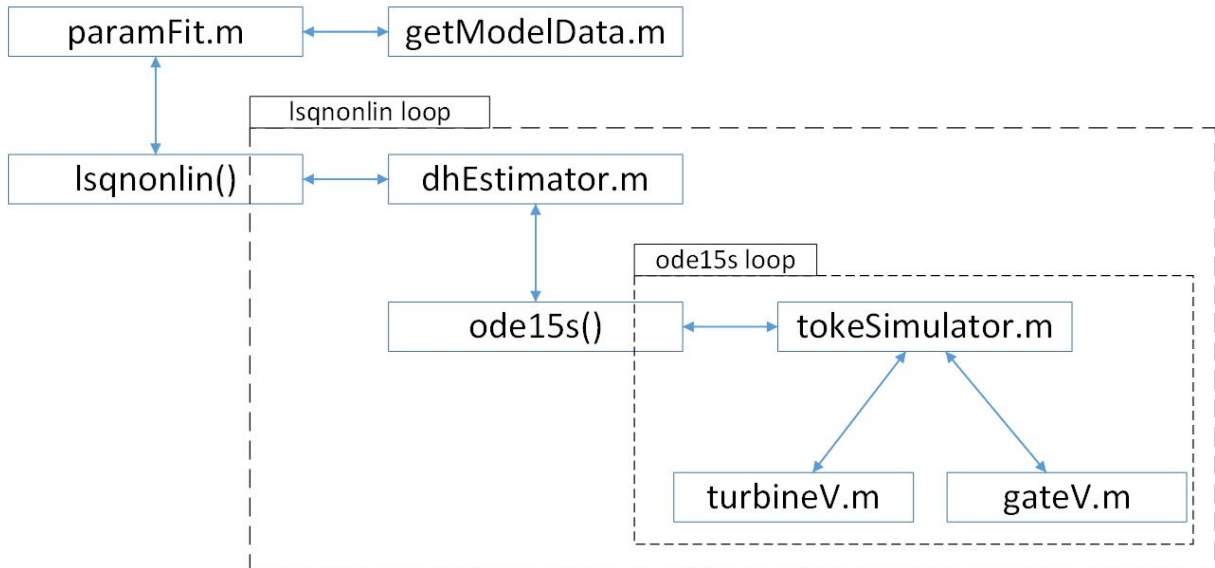 paramFit.m
getModelData.m
lsqnonlin loop
lsqnonlin()
dhEstimator.m
ode15s loop
ode15s()
tokeSimulator.m
turbineV.m
gateV.m